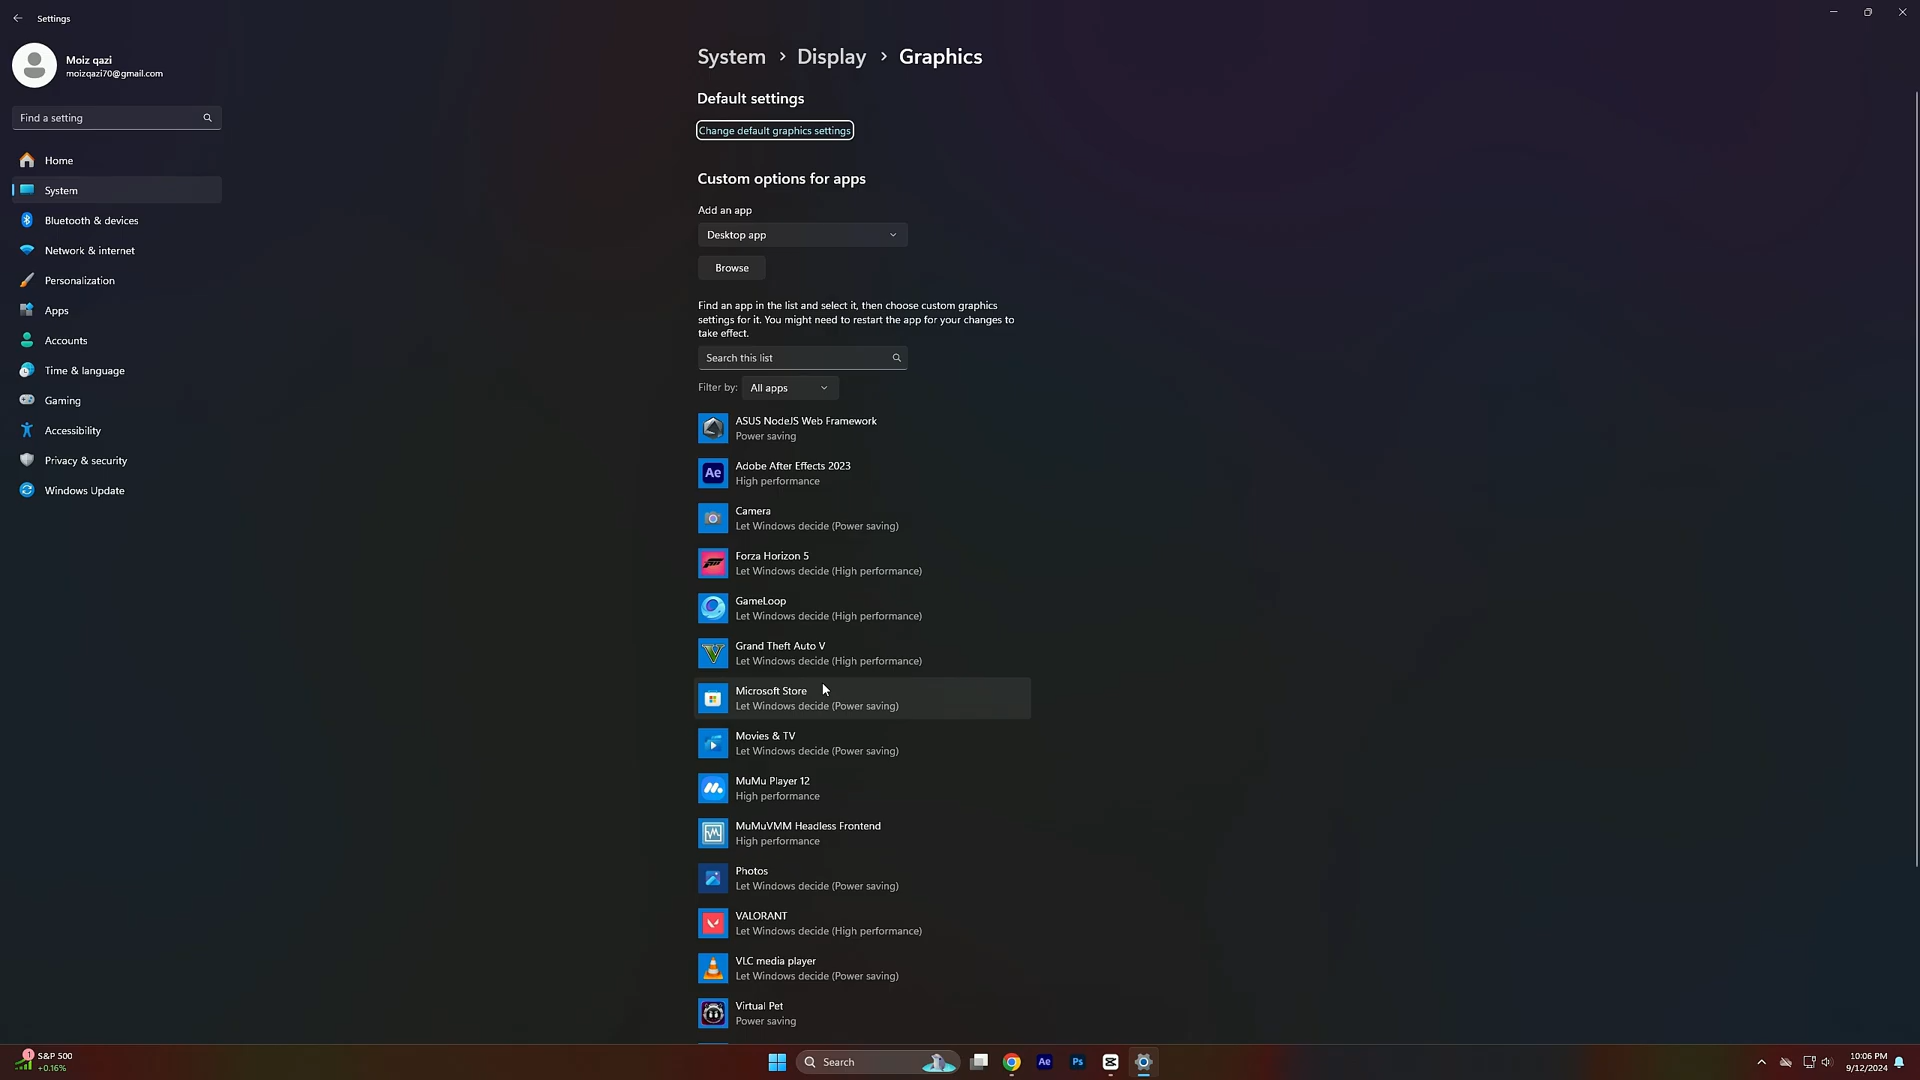 Settings
Moiz qazi
moizqazi70@gmail.com
Find a setting
Home
System
Bluetooth & devices
Network & internet
Personalization
Apps
Accounts
Time & language
Gaming
Accessibility
Privacy & security
Windows Update
System › Display › Graphics
Default settings
Change default graphics settings
Custom options for apps
Add an app
Desktop app
Browse
Find an app in the list and select it, then choose custom graphics
settings for it. You might need to restart the app for your changes to
take effect.
Search this list
Filter by: All apps
ASUS NodeJS Web Framework
Power saving
Ae
Adobe After Effects 2023
High performance
Camera
Let Windows decide (Power saving)
Forza Horizon 5
Let Windows decide (High performance)
GameLoop
Let Windows decide (High performance)
Grand Theft Auto V
Let Windows decide (High performance)
Microsoft Store
Let Windows decide (Power saving)
Movies & TV
Let Windows decide (Power saving)
MuMu Player 12
High performance
MuMuVMM Headless Frontend
High performance
Photos
Let Windows decide (Power saving)
VALORANT
Let Windows decide (High performance)
VLC media player
Let Windows decide (Power saving)
Virtual Pet
Power saving
1
S&P 500
+0.16%
Search
Ae
Ps
10:06 PM
9/12/2024